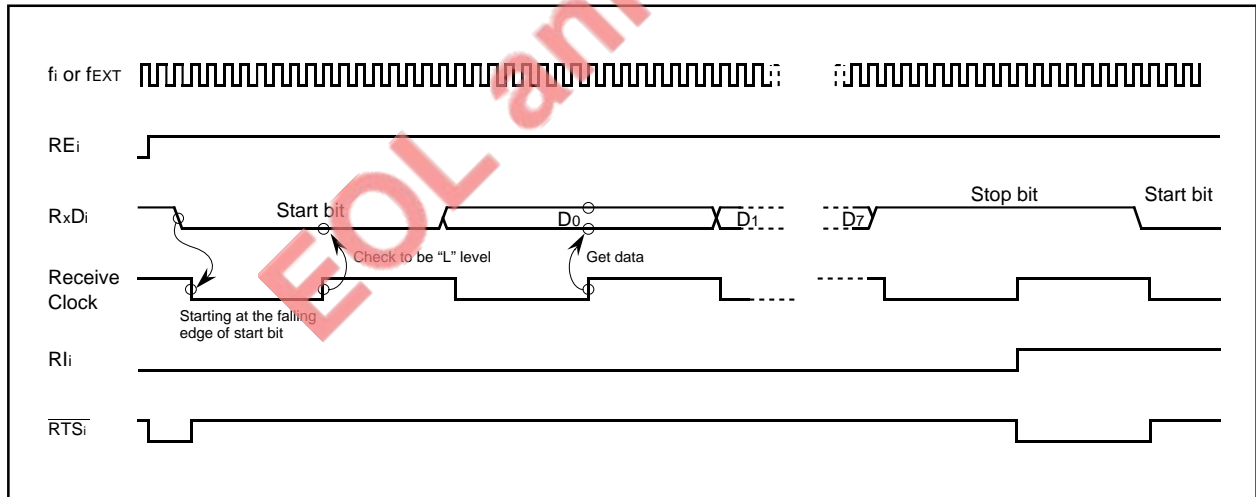 fi or fEXT
REi
RxDi
Start bit
D0
D1
D7
Stop bit
Start bit
Check to be “L” level
Get data
Receive
Clock
Starting at the falling
edge of start bit
RIi
RTSi
EOL an